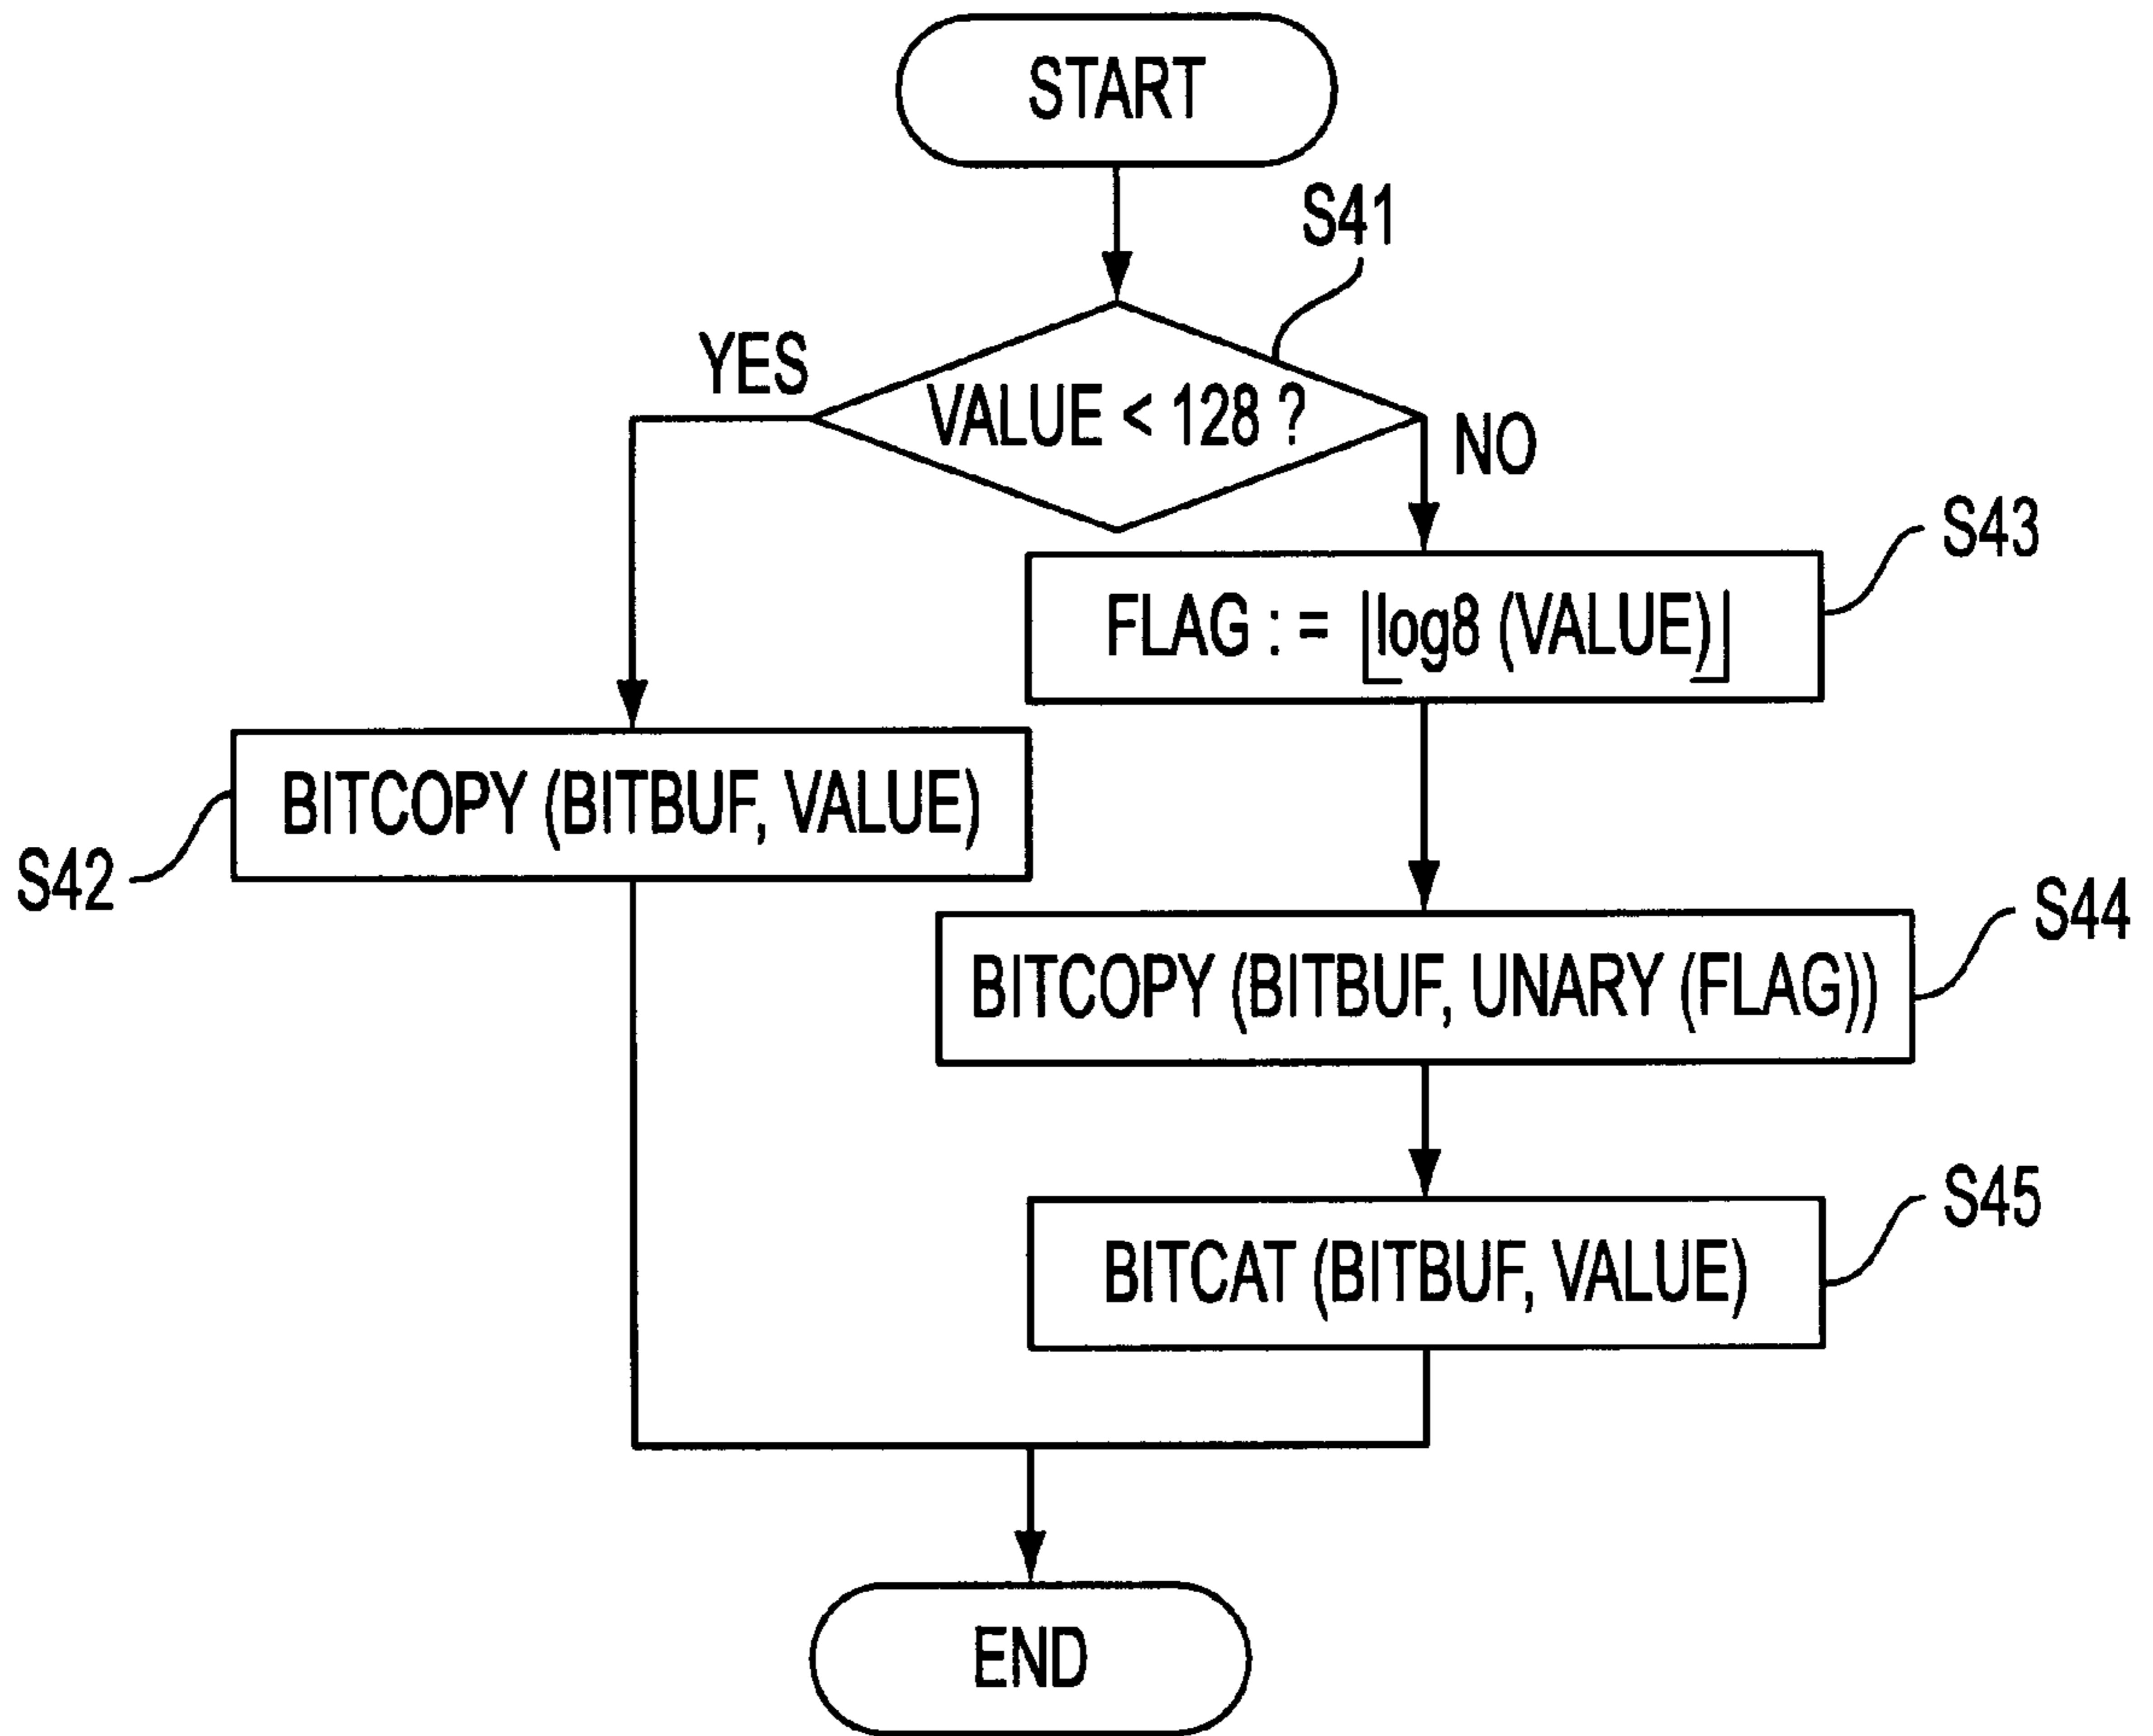 START
S41
YES
VALUE < 128 ?
NO
S43
FLAG : = ⌊log8 (VALUE)⌋
BITCOPY (BITBUF, VALUE)
S42
S44
BITCOPY (BITBUF, UNARY (FLAG))
S45
BITCAT (BITBUF, VALUE)
END